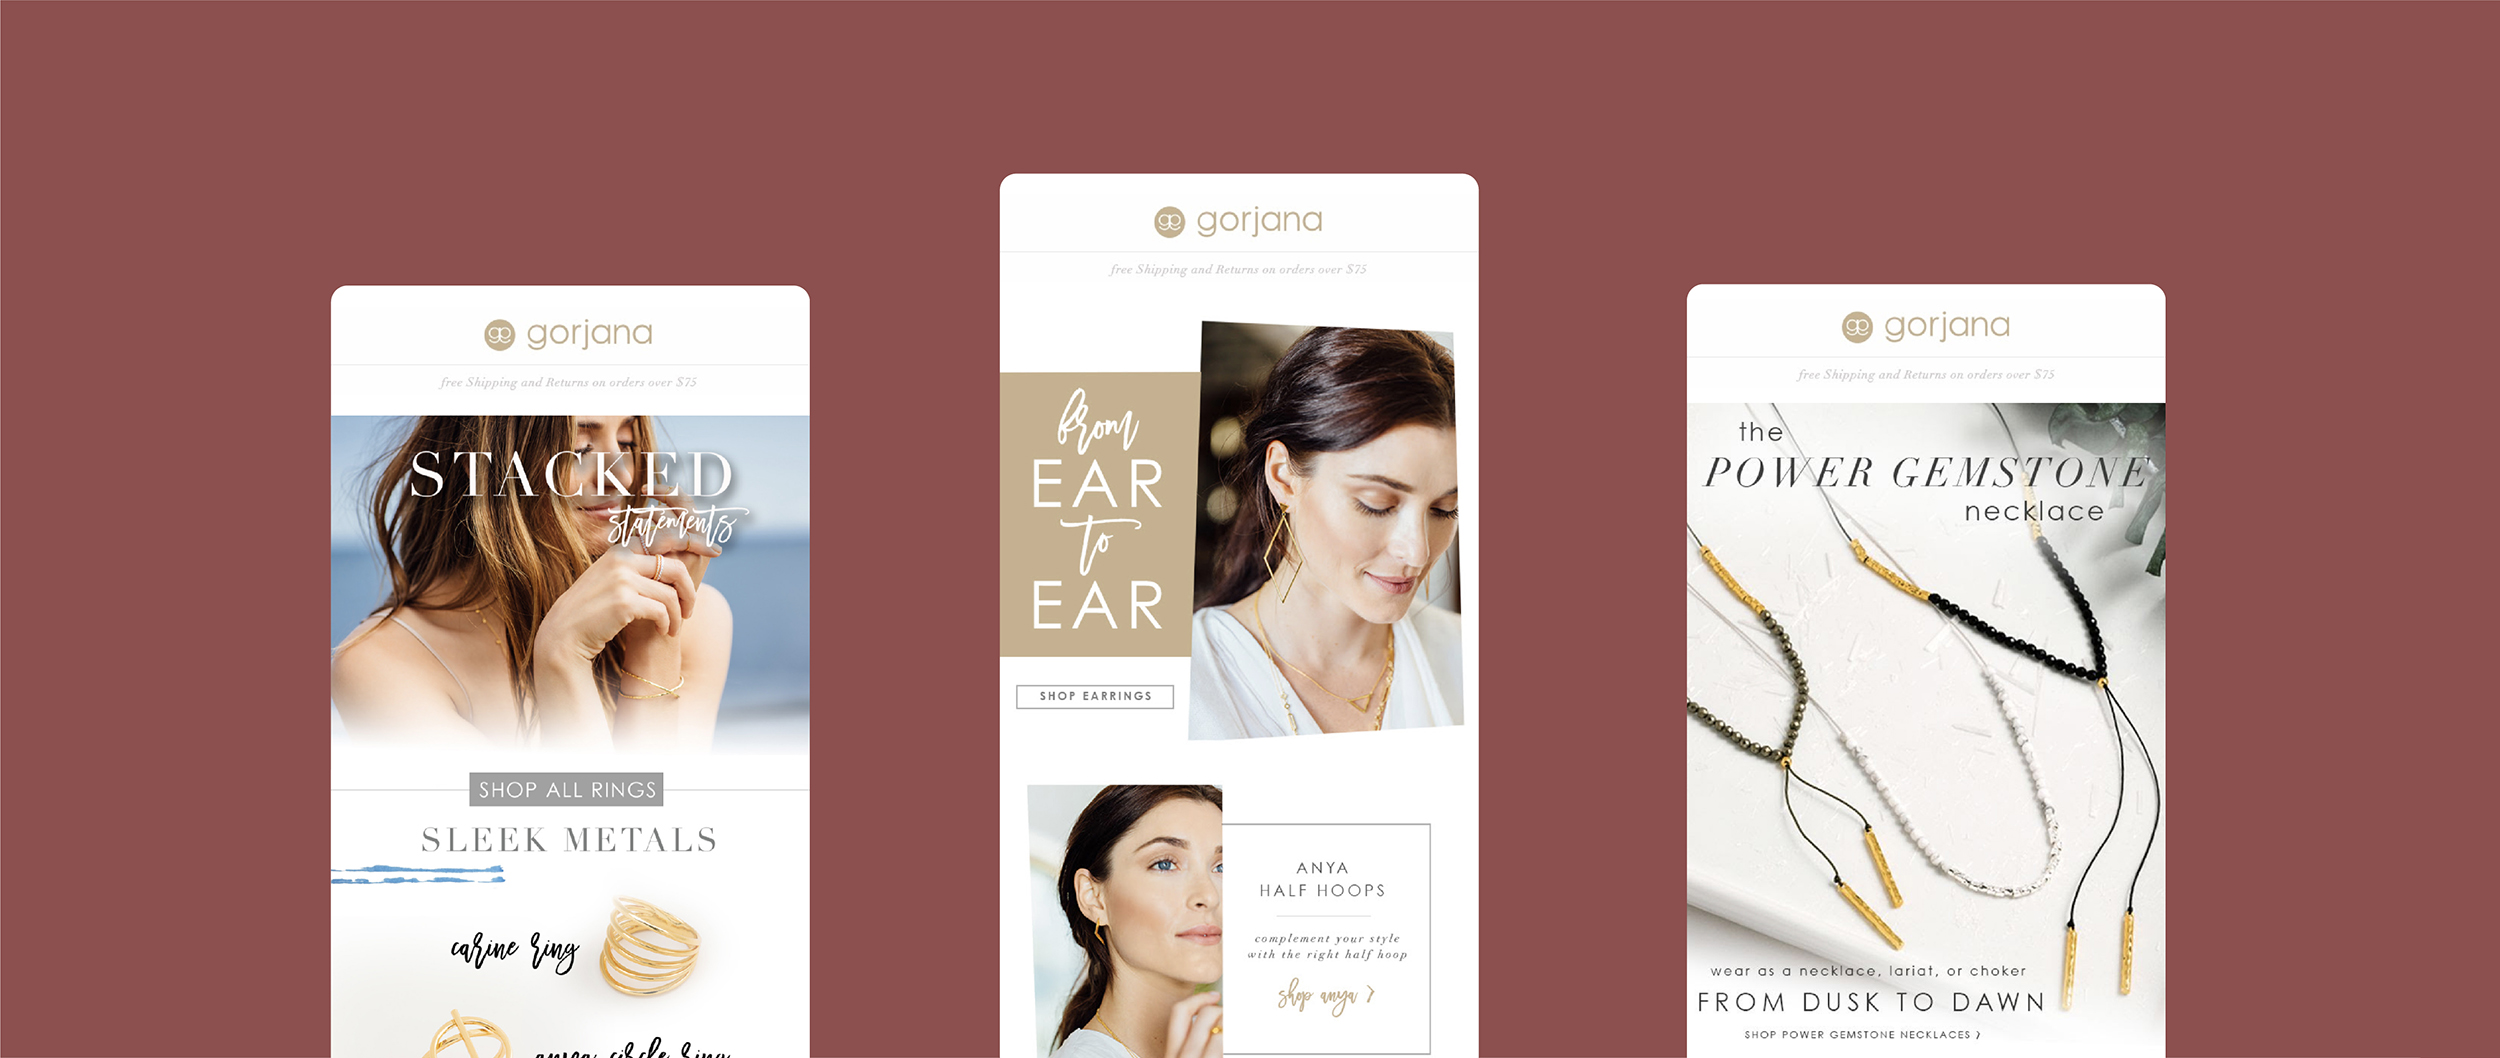 gorjana
free Shipping and Returns on orders over $75
STACKED
statements
SHOP ALL RINGS
SLEEK METALS
carine ring
circle ring
gorjana
free Shipping and Returns on orders over $75
from
EAR
to
EAR
SHOP EARRINGS
ANYA
HALF HOOPS
complement your style
with the right half hoop
shop anya >
gorjana
free Shipping and Returns on orders over $75
the
POWER GEMSTONE
necklace
wear as a necklace, lariat, or choker
FROM DUSK TO DAWN
SHOP POWER GEMSTONE NECKLACES >